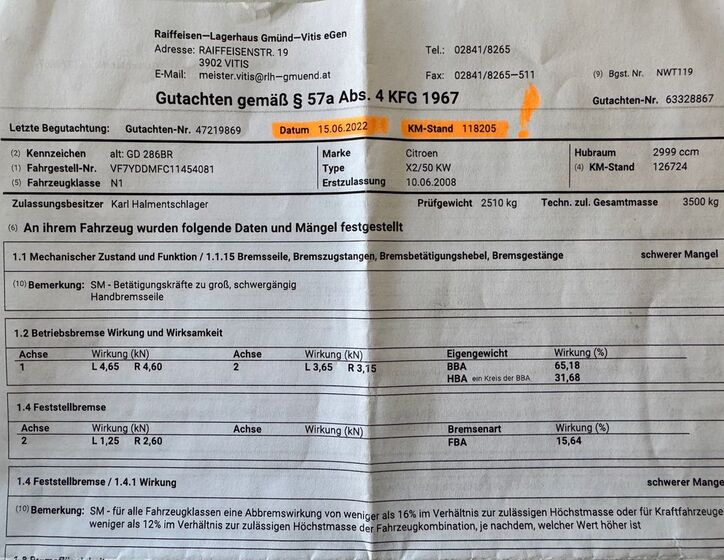 Raiffeisen-Lagerhaus Gmünd-Vitis eGen
Adresse: RAIFFEISENSTR. 19
3902 VITIS
E-Mail: meister.vitis@rlh-gmuend.at
Tel.: 02841/8265
Fax: 02841/8265-511
(9) Bgst. Nr. NWT119
Gutachten gemäß § 57a Abs. 4 KFG 1967
Gutachten-Nr. 63328867
Letzte Begutachtung: Gutachten-Nr. 47219869 Datum 15.06.2022 KM-Stand 118205 !
(2) Kennzeichen alt: GD 286BR Marke Citroen Hubraum 2999 ccm
(1) Fahrgestell-Nr. VF7YDDMFC11454081 Type X2/50 KW (4) KM-Stand 126724
(5) Fahrzeugklasse N1 Erstzulassung 10.06.2008
Zulassungsbesitzer Karl Halmentschlager Prüfgewicht 2510 kg Techn. zul. Gesamtmasse 3500 kg
(6) An ihrem Fahrzeug wurden folgende Daten und Mängel festgestellt
1.1 Mechanischer Zustand und Funktion / 1.1.15 Bremsseile, Bremszugstangen, Bremsbetätigungshebel, Bremsgestänge schwerer Mangel
(10) Bemerkung: SM - Betätigungskräfte zu groß, schwergängig
Handbremsseile
1.2 Betriebsbremse Wirkung und Wirksamkeit
Achse Wirkung (kN) Achse Wirkung (kN) Eigengewicht Wirkung (%)
1 L 4,65 R 4,60 2 L 3,65 R 3,15 BBA 65,18
HBA ein Kreis der BBA 31,68
1.4 Feststellbremse
Achse Wirkung (kN) Achse Wirkung (kN) Bremsenart Wirkung (%)
2 L 1,25 R 2,60 FBA 15,64
1.4 Feststellbremse / 1.4.1 Wirkung schwerer Mangel
(10) Bemerkung: SM - für alle Fahrzeugklassen eine Abbremswirkung von weniger als 16% im Verhältnis zur zulässigen Höchstmasse oder für Kraftfahrzeuge
weniger als 12% im Verhältnis zur zulässigen Höchstmasse der Fahrzeugkombination, je nachdem, welcher Wert höher ist